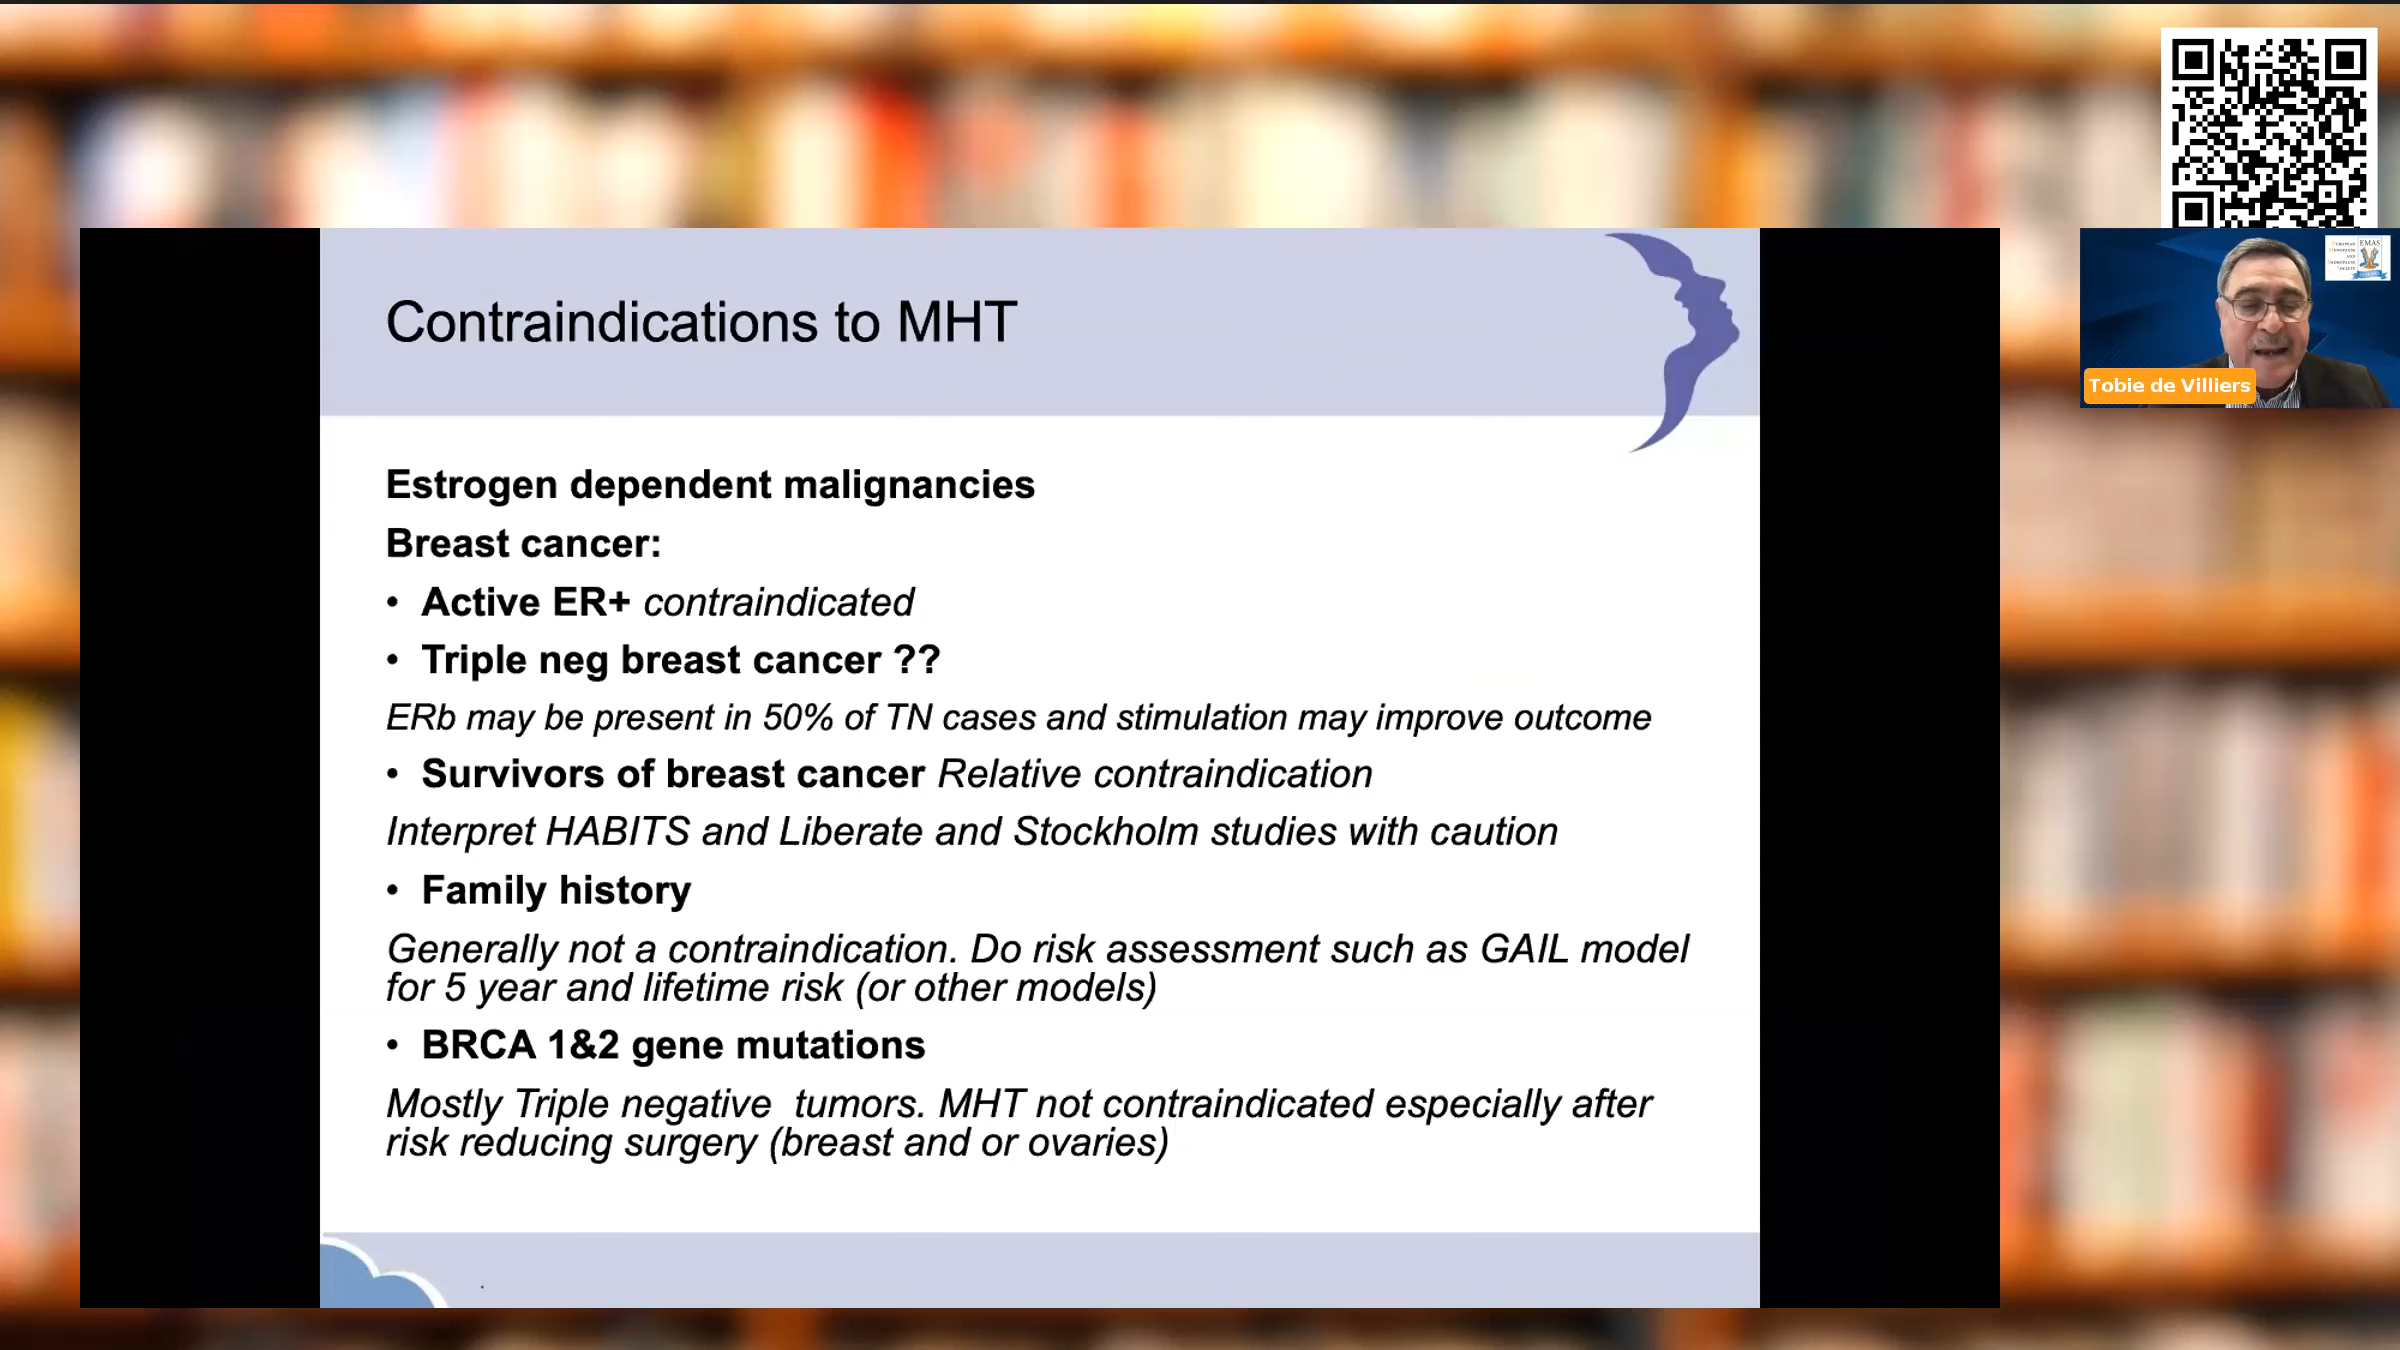 Contraindications to MHT
Estrogen dependent malignancies
Breast cancer:
• Active ER+ contraindicated
• Triple neg breast cancer ??
ERb may be present in 50% of TN cases and stimulation may improve outcome
• Survivors of breast cancer Relative contraindication
Interpret HABITS and Liberate and Stockholm studies with caution
• Family history
Generally not a contraindication. Do risk assessment such as GAIL model
for 5 year and lifetime risk (or other models)
• BRCA 1&2 gene mutations
Mostly Triple negative  tumors. MHT not contraindicated especially after
risk reducing surgery (breast and or ovaries)
EMAS
Tobie de Villiers